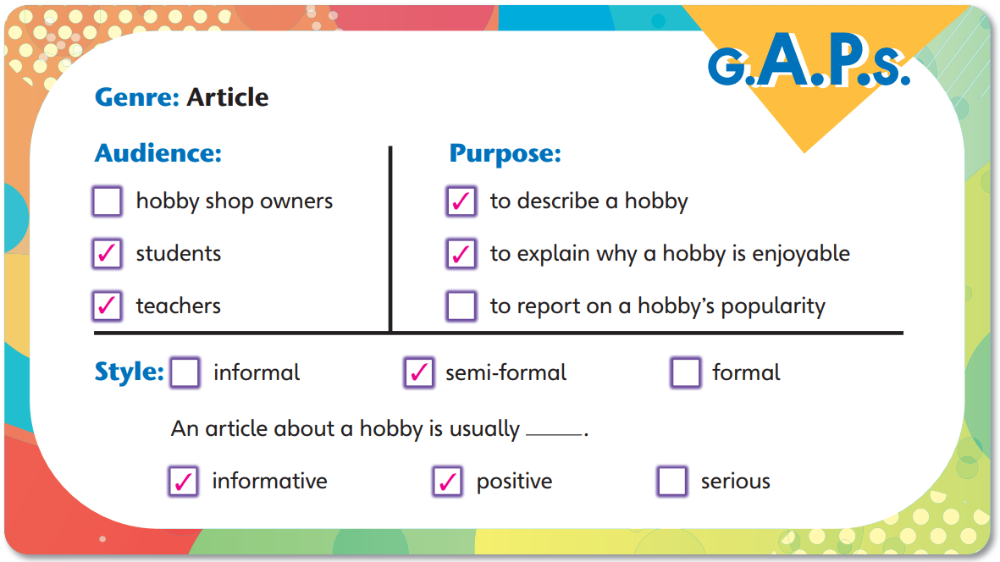 G.A.P.s.
Genre: Article
Audience:
hobby shop owners
✓ students
✓ teachers
Purpose:
✓ to describe a hobby
✓ to explain why a hobby is enjoyable
to report on a hobby’s popularity
Style: informal ✓ semi-formal formal
An article about a hobby is usually _____.
✓ informative ✓ positive serious